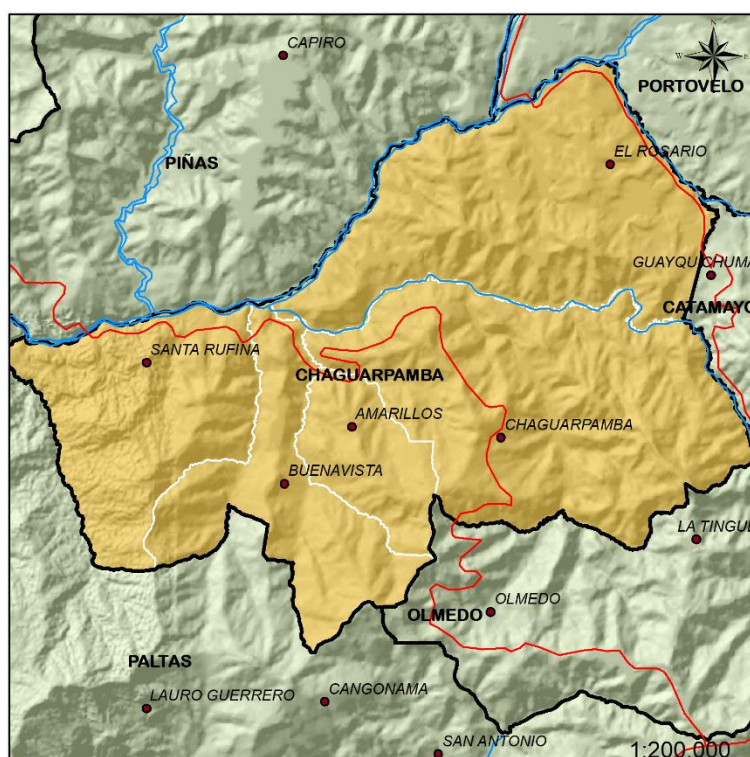 CAPIRO
N
W
E
S
PORTOVELO
PIÑAS
EL ROSARIO
GUAYQUICHUMA
CATAMAYO
SANTA RUFINA
CHAGUARPAMBA
AMARILLOS
CHAGUARPAMBA
BUENAVISTA
LA TINGUE
OLMEDO
OLMEDO
PALTAS
LAURO GUERRERO
CANGONAMA
SAN ANTONIO
1:200.000